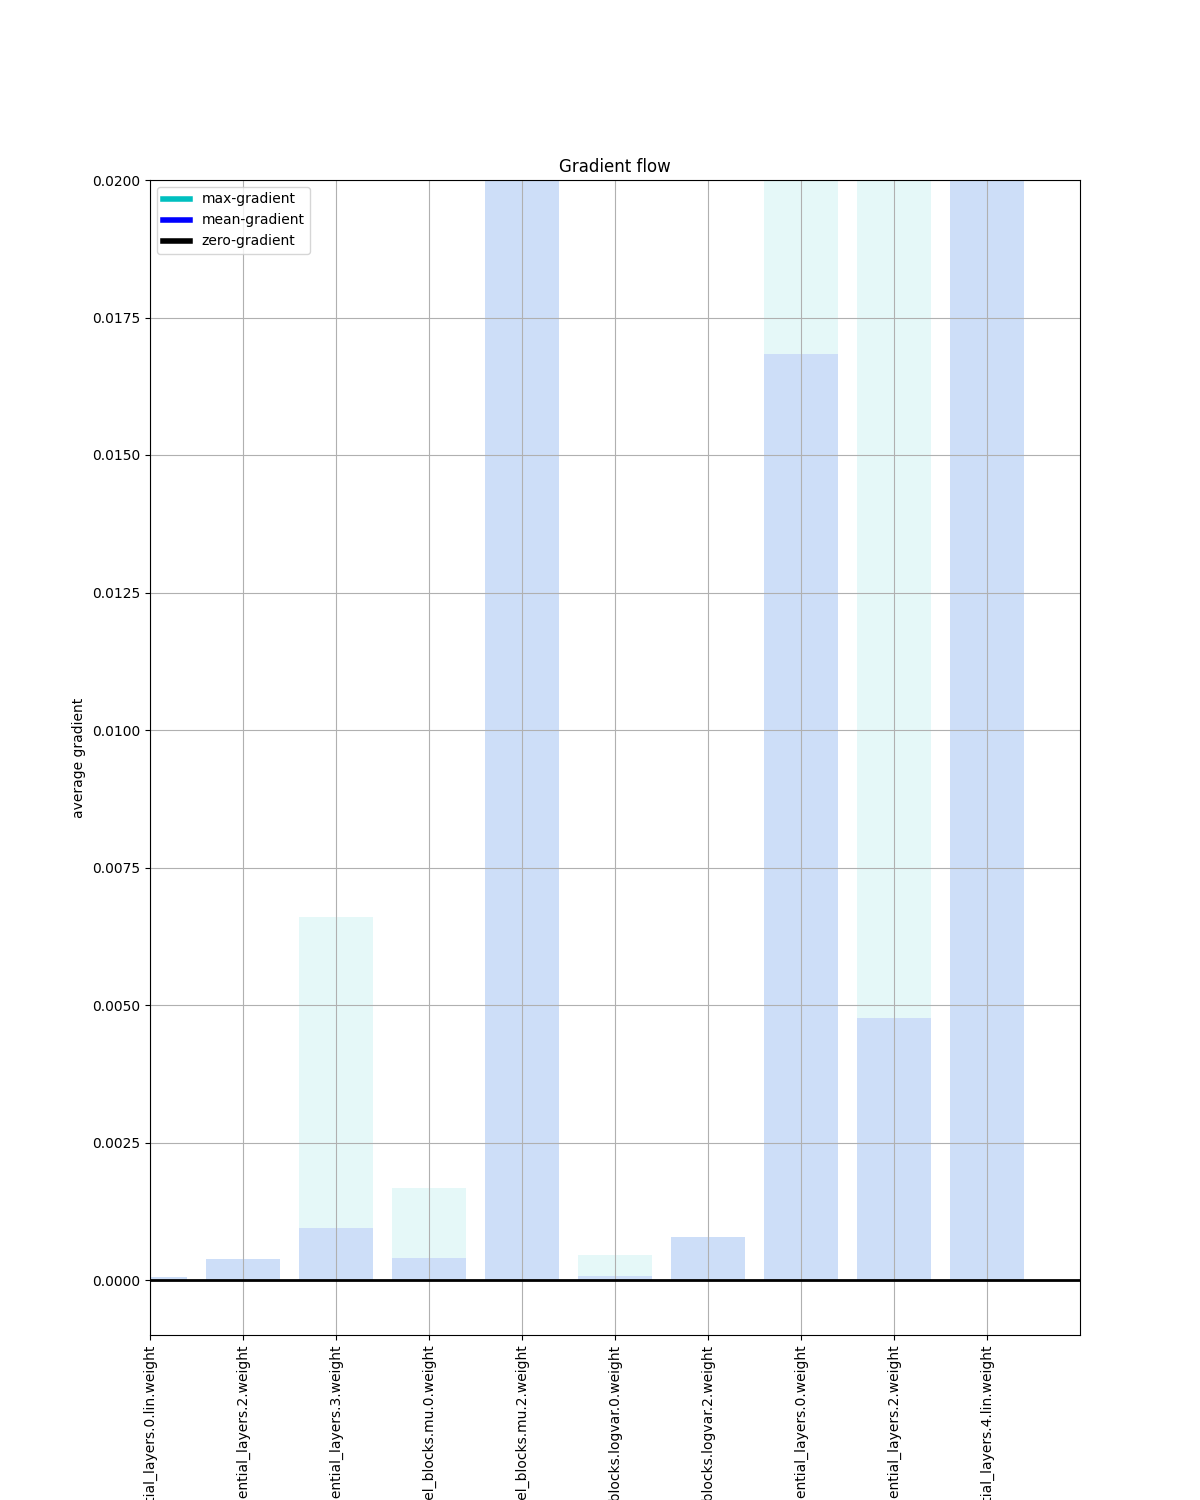 Gradient flow
max-gradient
mean-gradient
zero-gradient
0.0200
0.0175
0.0150
0.0125
0.0100
0.0075
0.0050
0.0025
0.0000
average gradient
tial_layers.0.lin.weight
ential_layers.2.weight
ential_layers.3.weight
el_blocks.mu.0.weight
el_blocks.mu.2.weight
blocks.logvar.0.weight
blocks.logvar.2.weight
ential_layers.0.weight
ential_layers.2.weight
tial_layers.4.lin.weight